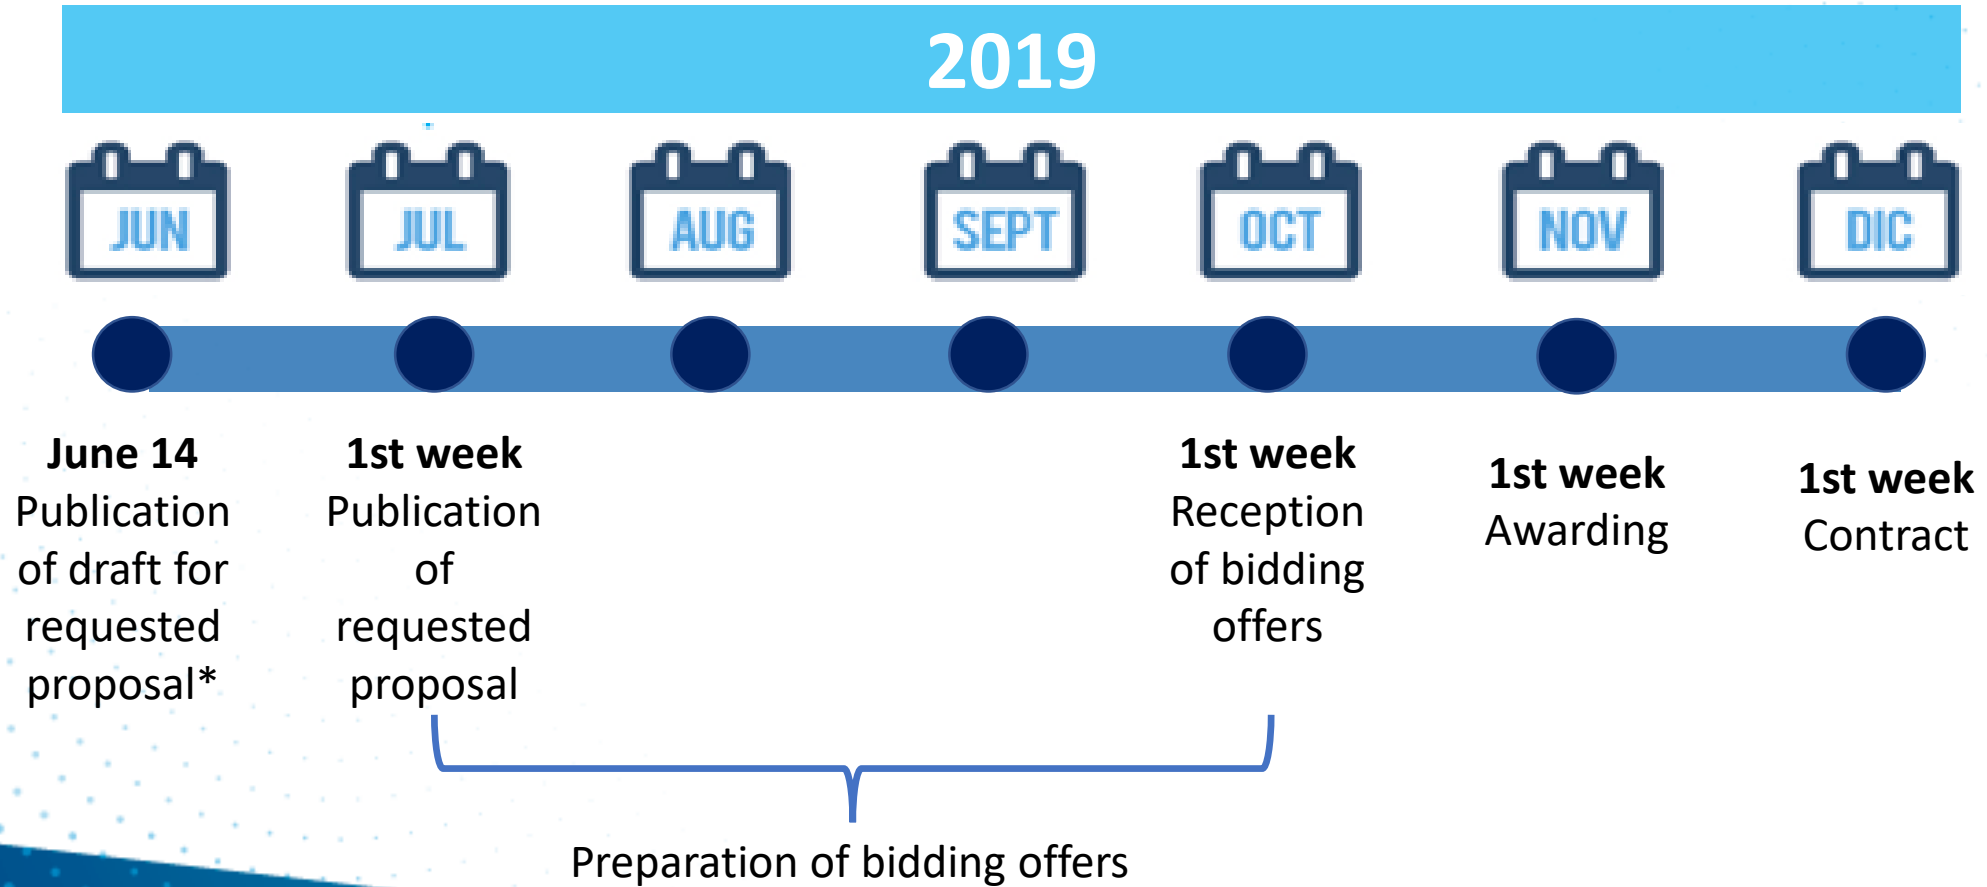 2019
JUN
JUL
AUG
SEPT
OCT
NOV
DIC
June 14
Publication
of draft for
requested
proposal*
1st week
Publication
of
requested
proposal
1st week
Reception
of bidding
offers
1st week
Awarding
1st week
Contract
Preparation of bidding offers